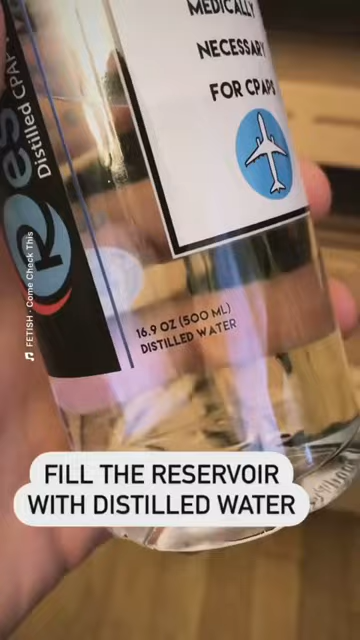 MEDICALLY
NECESSARY
FOR CPAPS
Distilled CPAP
16.9 OZ (500 ML)
DISTILLED WATER
FETISH · Come Check This
FILL THE RESERVOIR
WITH DISTILLED WATER